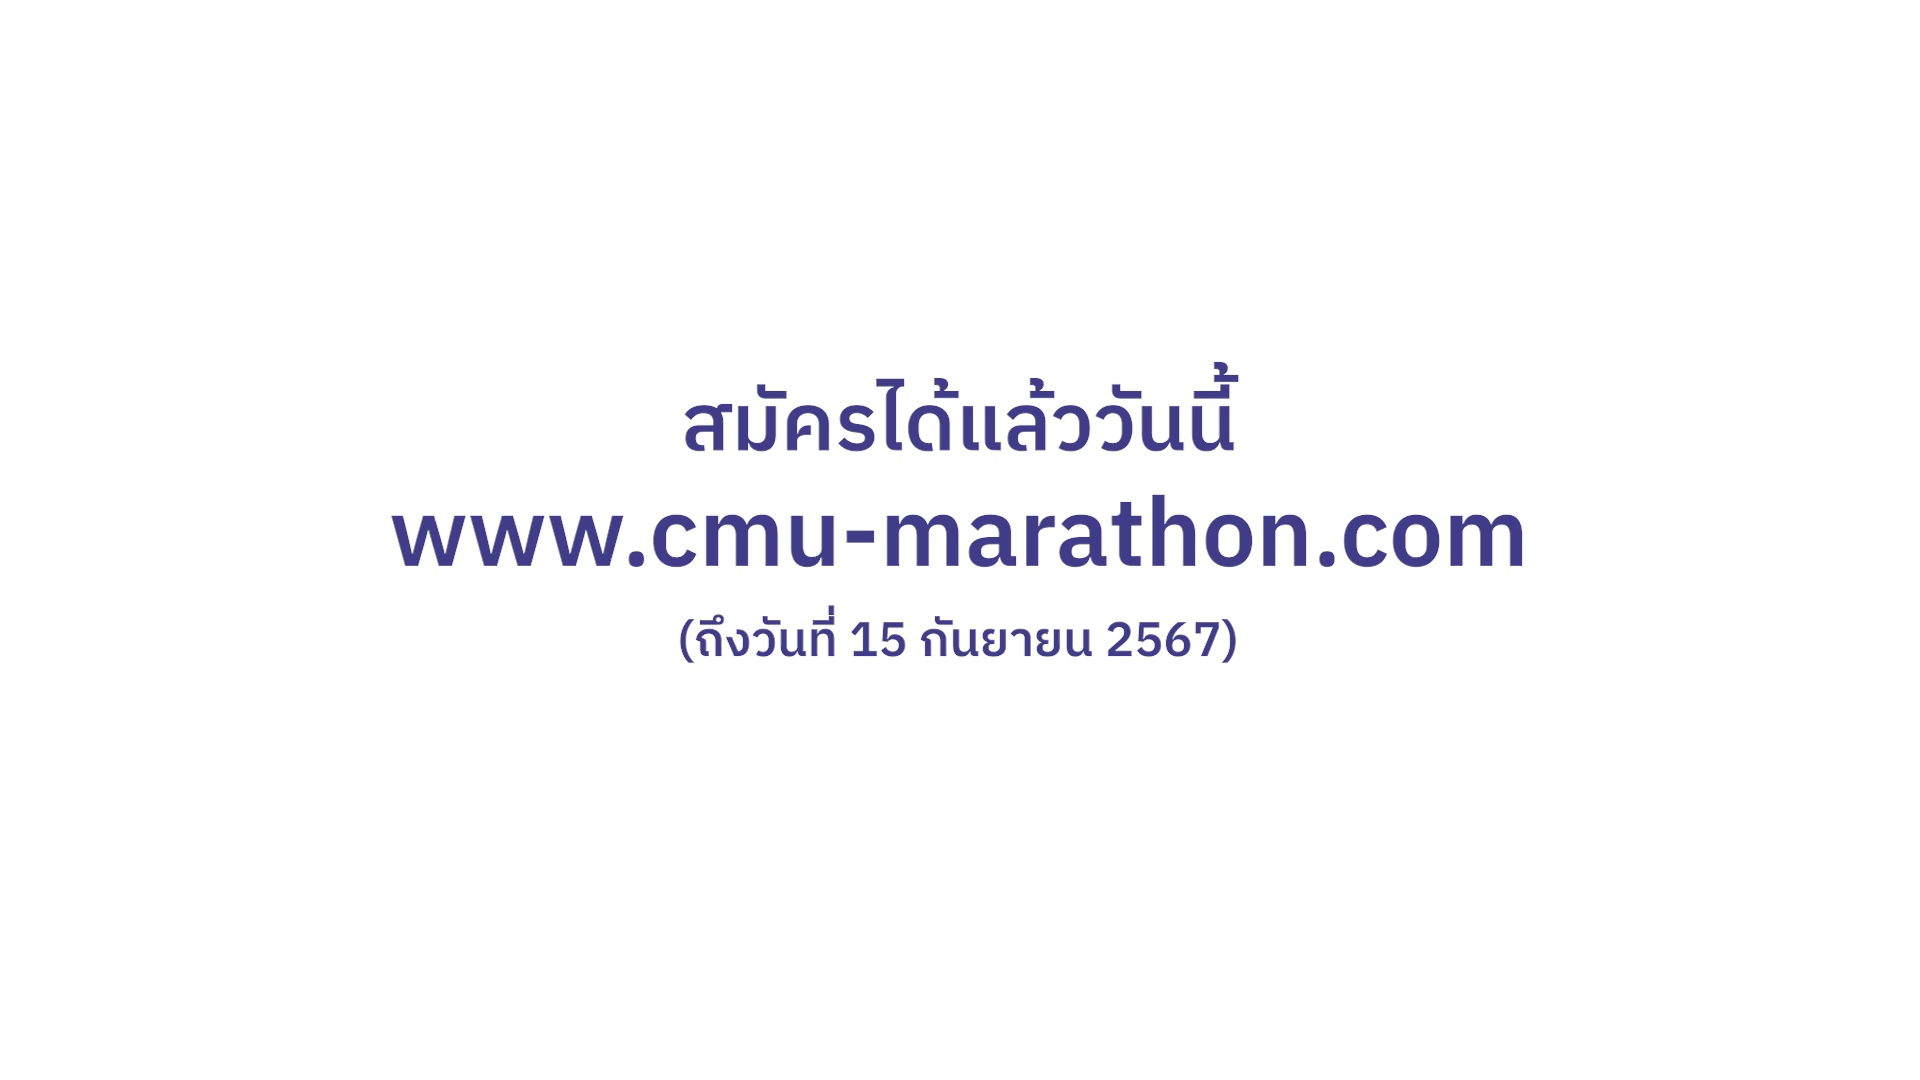 สมัครได้แล้ววันนี้
www.cmu-marathon.com
(ถึงวันที่ 15 กันยายน 2567)